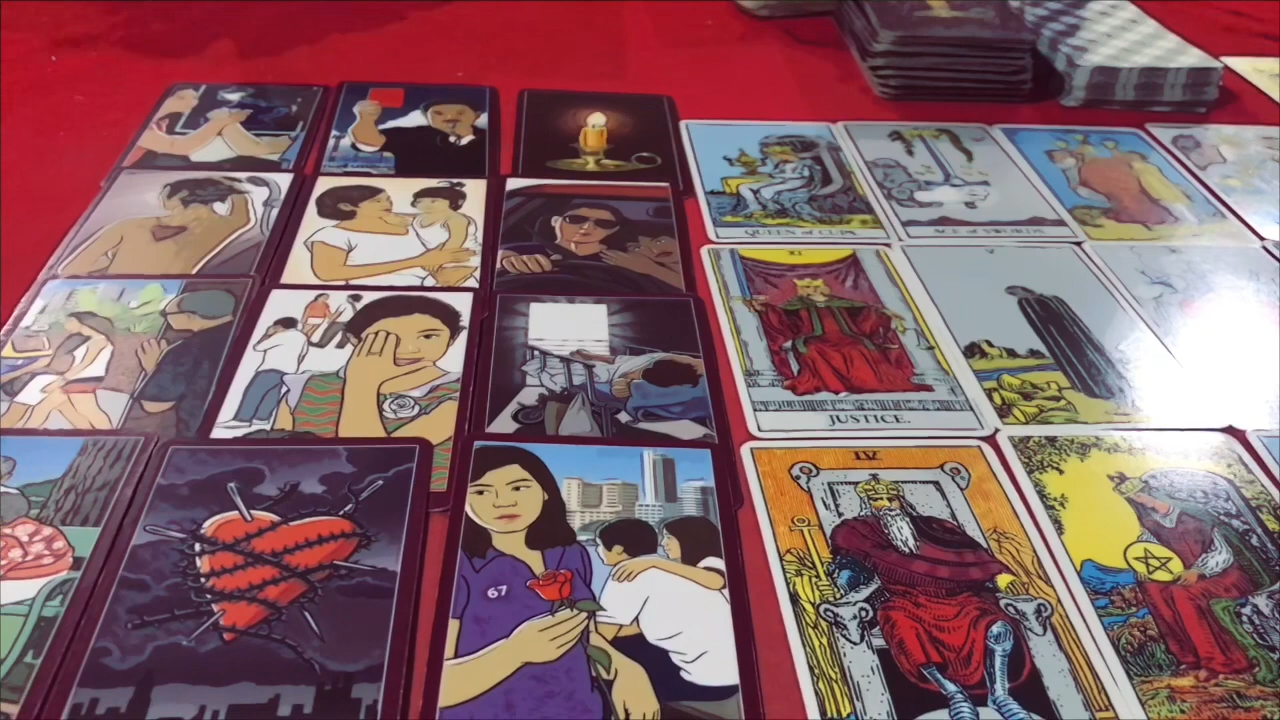 QUEEN of CUPS.
ACE of SWORDS.
XI
V
JUSTICE.
IV
67